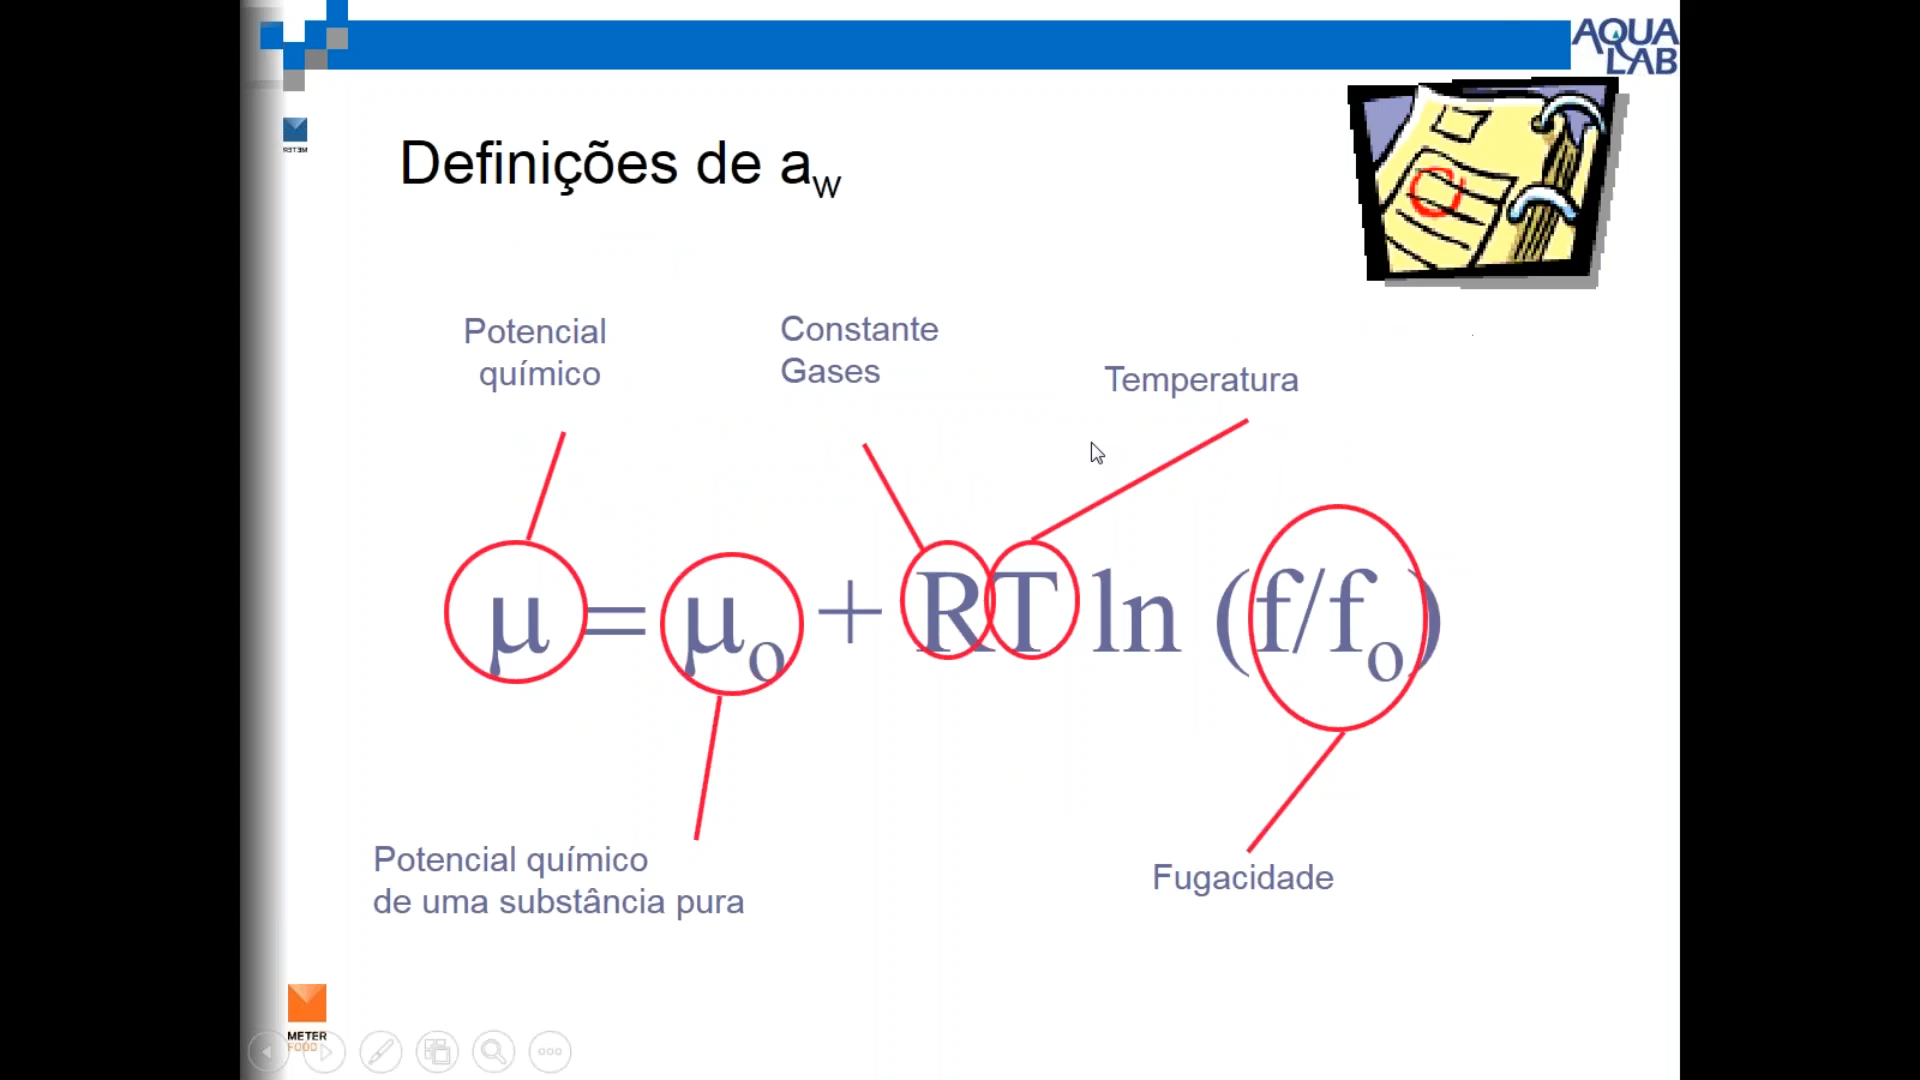 AQUA
LAB
METER
Definições de aw
Potencial
químico
Constante
Gases
Temperatura
μ = μo + RT ln (f/fo)
Potencial químico
de uma substância pura
Fugacidade
METER
FOOD